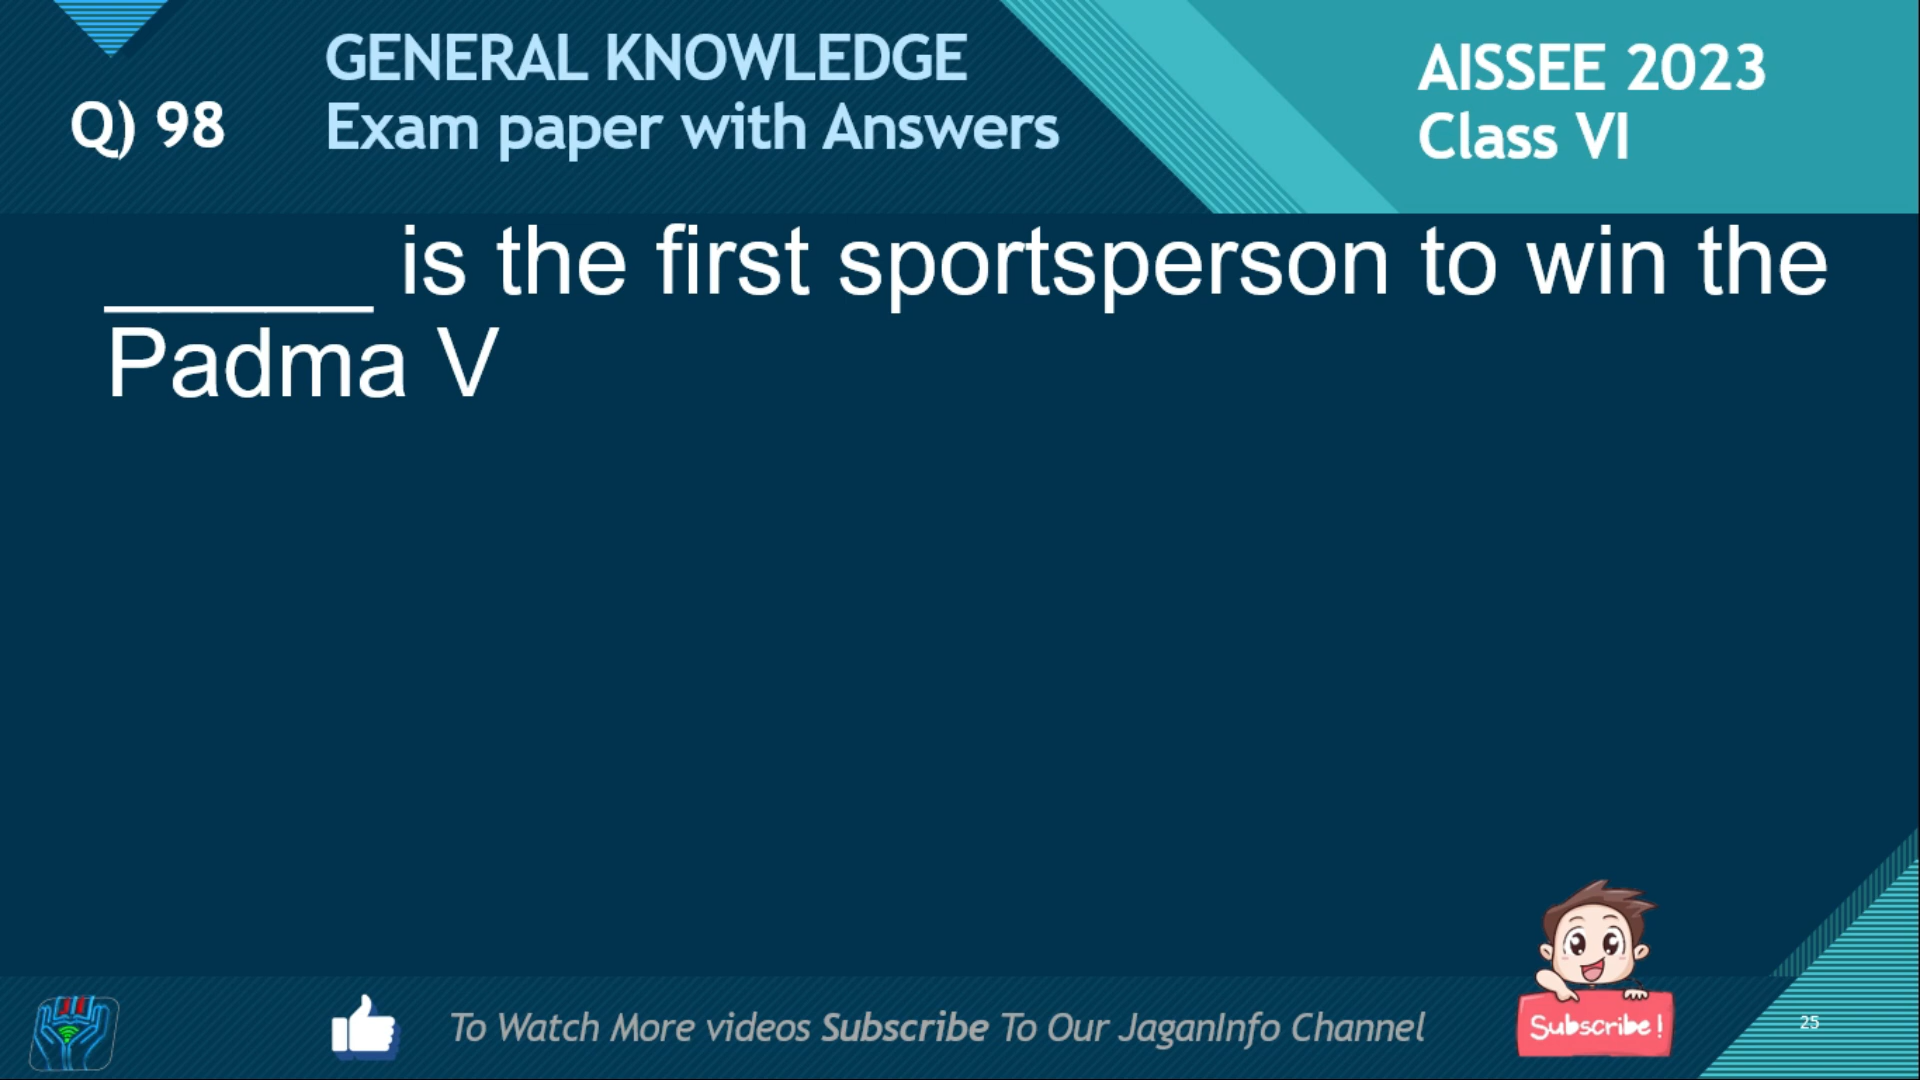 Q) 98
GENERAL KNOWLEDGE
Exam paper with Answers
AISSEE 2023
Class VI
_____ is the first sportsperson to win the
Padma V
To Watch More videos Subscribe To Our JaganInfo Channel
Subscribe!
25